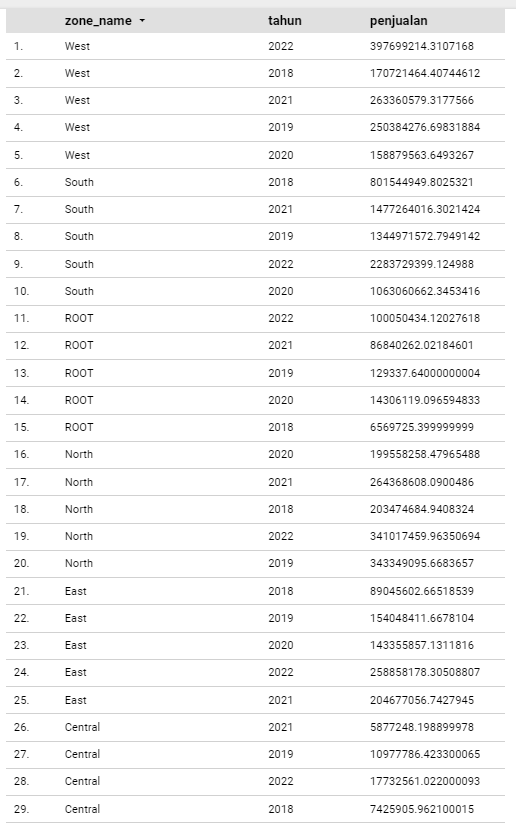 zone_name tahun penjualan
1. West 2022 397699214.3107168
2. West 2018 170721464.40744612
3. West 2021 263360579.3177566
4. West 2019 250384276.69831884
5. West 2020 158879563.6493267
6. South 2018 801544949.8025321
7. South 2021 1477264016.3021424
8. South 2019 1344971572.7949142
9. South 2022 2283729399.124988
10. South 2020 1063060662.3453416
11. ROOT 2022 100050434.12027618
12. ROOT 2021 86840262.02184601
13. ROOT 2019 129337.64000000004
14. ROOT 2020 14306119.096594833
15. ROOT 2018 6569725.399999999
16. North 2020 199558258.47965488
17. North 2021 264368608.0900486
18. North 2018 203474684.9408324
19. North 2022 341017459.96350694
20. North 2019 343349095.6683657
21. East 2018 89045602.66518539
22. East 2019 154048411.6678104
23. East 2020 143355857.1311816
24. East 2022 258858178.30508807
25. East 2021 204677056.7427945
26. Central 2021 5877248.198899978
27. Central 2019 10977786.423300065
28. Central 2022 17732561.022000093
29. Central 2018 7425905.962100015